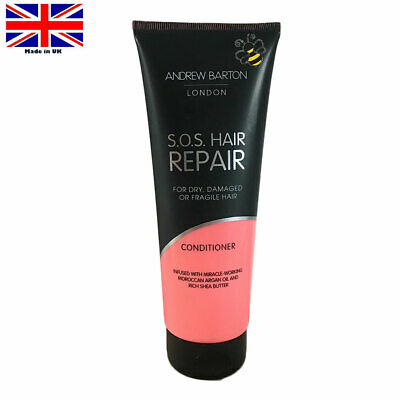 Made in UK
ANDREW BARTON
LONDON
S.O.S. HAIR
REPAIR
FOR DRY, DAMAGED
OR FRAGILE HAIR
CONDITIONER
INFUSED WITH MIRACLE-WORKING
MOROCCAN ARGAN OIL AND
RICH SHEA BUTTER